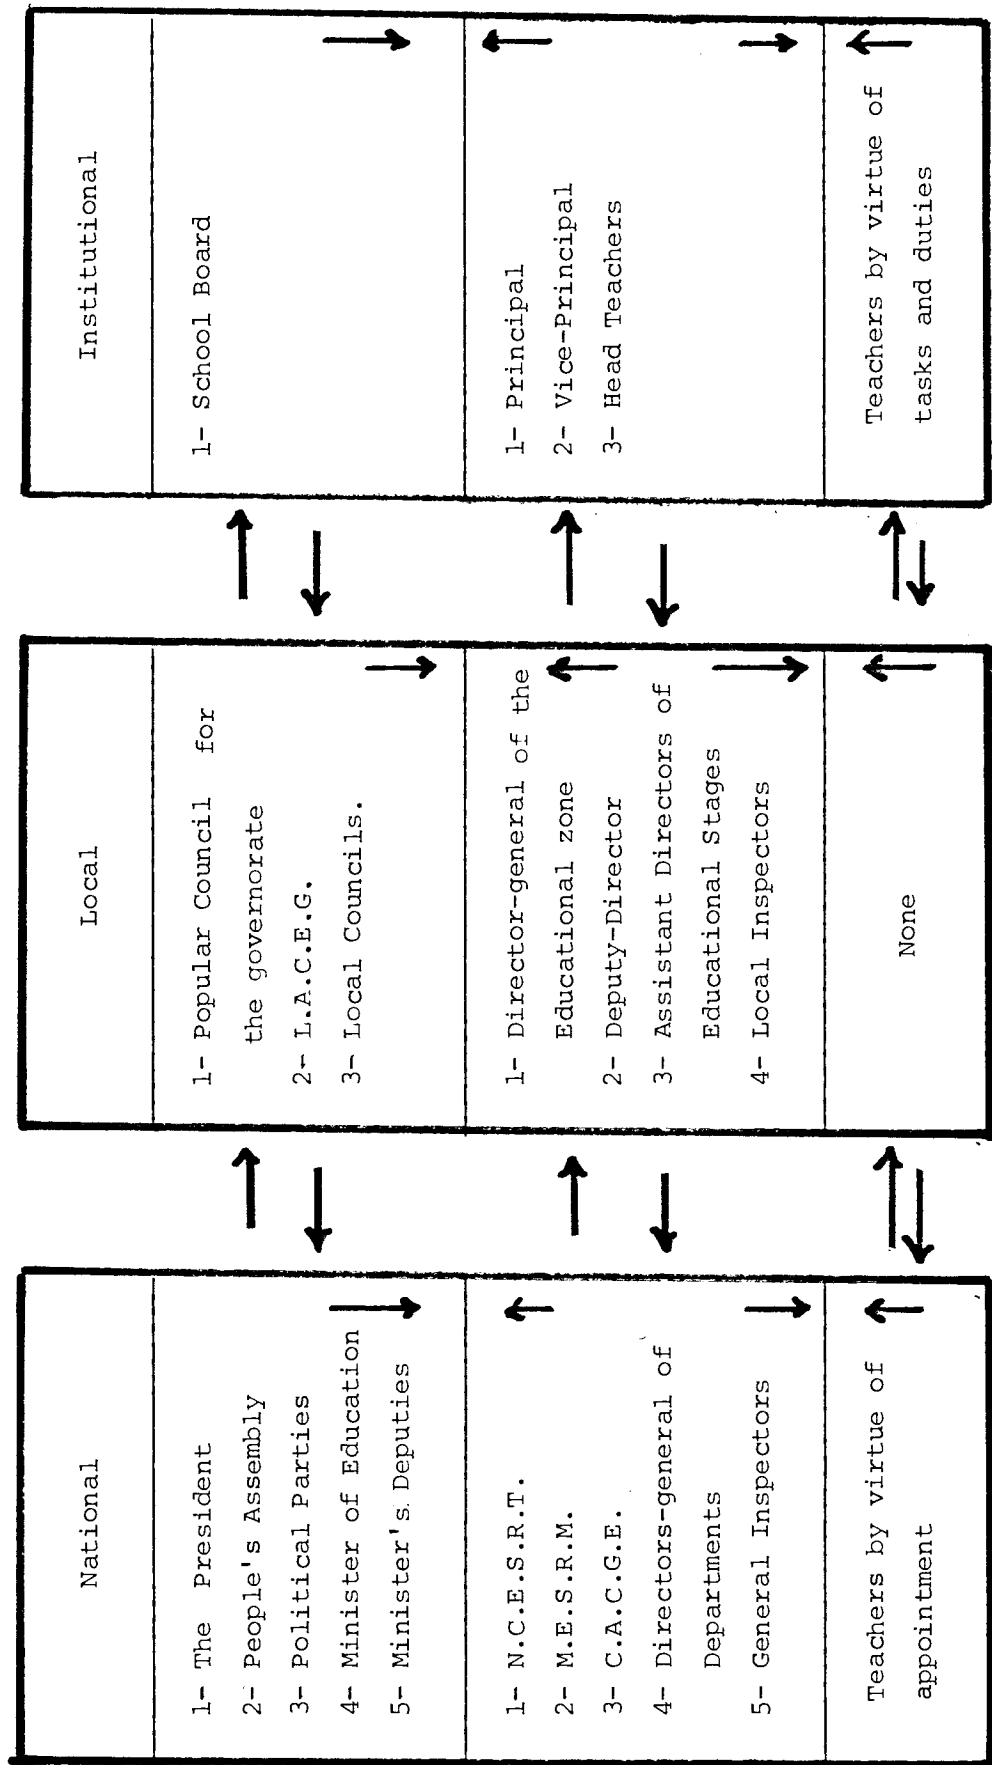 National
1- The President
2- People's Assembly
3- Political Parties
4- Minister of Education
5- Minister's Deputies
1- N.C.E.S.R.T.
2- M.E.S.R.M.
3- C.A.C.G.E.
4- Directors-general of
Departments
5- General Inspectors
Teachers by virtue of
appointment
Local
1- Popular Council for
the governorate
2- L.A.C.E.G.
3- Local Councils.
1- Director-general of the
Educational zone
2- Deputy-Director
3- Assistant Directors of
Educational Stages
4- Local Inspectors
None
Institutional
1- School Board
1- Principal
2- Vice-Principal
3- Head Teachers
Teachers by virtue of
tasks and duties